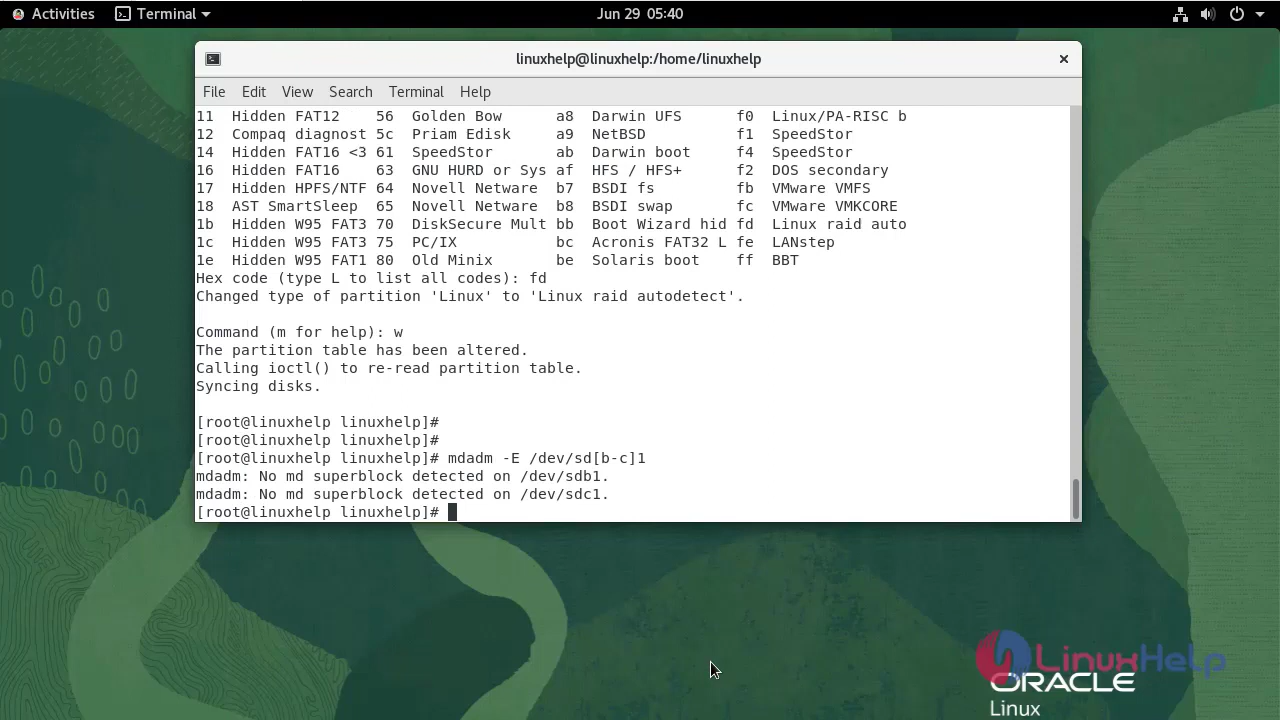 Activities Terminal Jun 29 05:40
linuxhelp@linuxhelp:/home/linuxhelp
File Edit View Search Terminal Help
11  Hidden FAT12    56  Golden Bow      a8  Darwin UFS      f0  Linux/PA-RISC b
12  Compaq diagnost 5c  Priam Edisk     a9  NetBSD          f1  SpeedStor
14  Hidden FAT16 <3 61  SpeedStor       ab  Darwin boot     f4  SpeedStor
16  Hidden FAT16    63  GNU HURD or Sys af  HFS / HFS+      f2  DOS secondary
17  Hidden HPFS/NTF 64  Novell Netware  b7  BSDI fs         fb  VMware VMFS
18  AST SmartSleep  65  Novell Netware  b8  BSDI swap       fc  VMware VMKCORE
1b  Hidden W95 FAT3 70  DiskSecure Mult bb  Boot Wizard hid fd  Linux raid auto
1c  Hidden W95 FAT3 75  PC/IX           bc  Acronis FAT32 L fe  LANstep
1e  Hidden W95 FAT1 80  Old Minix       be  Solaris boot    ff  BBT
Hex code (type L to list all codes): fd
Changed type of partition 'Linux' to 'Linux raid autodetect'.
Command (m for help): w
The partition table has been altered.
Calling ioctl() to re-read partition table.
Syncing disks.
[root@linuxhelp linuxhelp]#
[root@linuxhelp linuxhelp]#
[root@linuxhelp linuxhelp]# mdadm -E /dev/sd[b-c]1
mdadm: No md superblock detected on /dev/sdb1.
mdadm: No md superblock detected on /dev/sdc1.
[root@linuxhelp linuxhelp]#
LinuxHelp
ORACLE
Linux